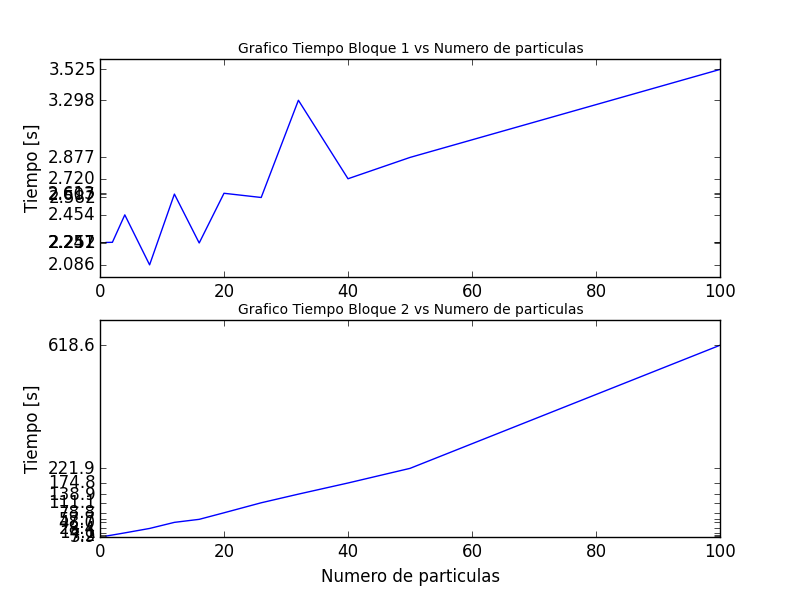 Grafico Tiempo Bloque 1 vs Numero de particulas
Tiempo [s]
3.525
3.298
2.877
2.720
2.454
2.086
0 20 40 60 80 100
Grafico Tiempo Bloque 2 vs Numero de particulas
Tiempo [s]
618.6
221.9
174.8
138.9
111.1
0 20 40 60 80 100
Numero de particulas